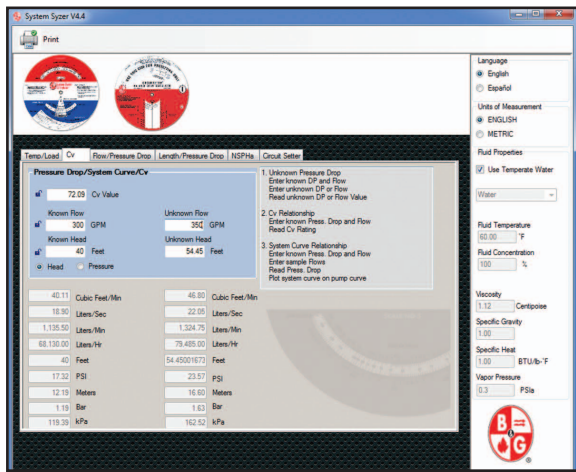 System Syzer V4.4
Print
Temp/Load Cv Flow/Pressure Drop Length/Pressure Drop NSPHa Circuit Setter
Pressure Drop/System Curve/Cv
72.09 Cv Value
Known Flow Unknown Flow
300 GPM 350 GPM
Known Head Unknown Head
40 Feet 54.45 Feet
Head Pressure
40.11 Cubic Feet/Min 46.80 Cubic Feet/Min
18.90 Liters/Sec 22.05 Liters/Sec
1,135.50 Liters/Min 1,324.75 Liters/Min
68,130.00 Liters/Hr 79,485.00 Liters/Hr
40 Feet 54.45001673 Feet
17.32 PSI 23.57 PSI
12.19 Meters 16.60 Meters
1.19 Bar 1.63 Bar
119.39 kPa 162.52 kPa
1. Unknown Pressure Drop
Enter known DP and Flow
Enter unknown DP or Flow
Read unknown DP or Flow Value
2. Cv Relationship
Enter known Press. Drop and Flow
Read Cv Rating
3. System Curve Relationship
Enter known Press. Drop and Flow
Enter sample Flows
Read Press. Drop
Plot system curve on pump curve
Language
English
Español
Units of Measurement
ENGLISH
METRIC
Fluid Properties
Use Temperate Water
Water
Fluid Temperature
60.00 °F
Fluid Concentration
100 %
Viscosity
1.12 Centipoise
Specific Gravity
1.00
Specific Heat
1.00 BTU/lb-°F
Vapor Pressure
0.3 PSIa
B G
®